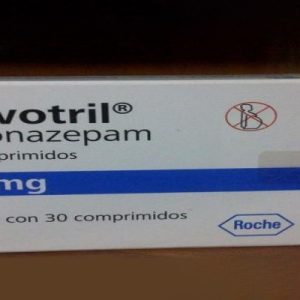 votril®
onazepam
primidos
mg
con 30 comprimidos
Roche